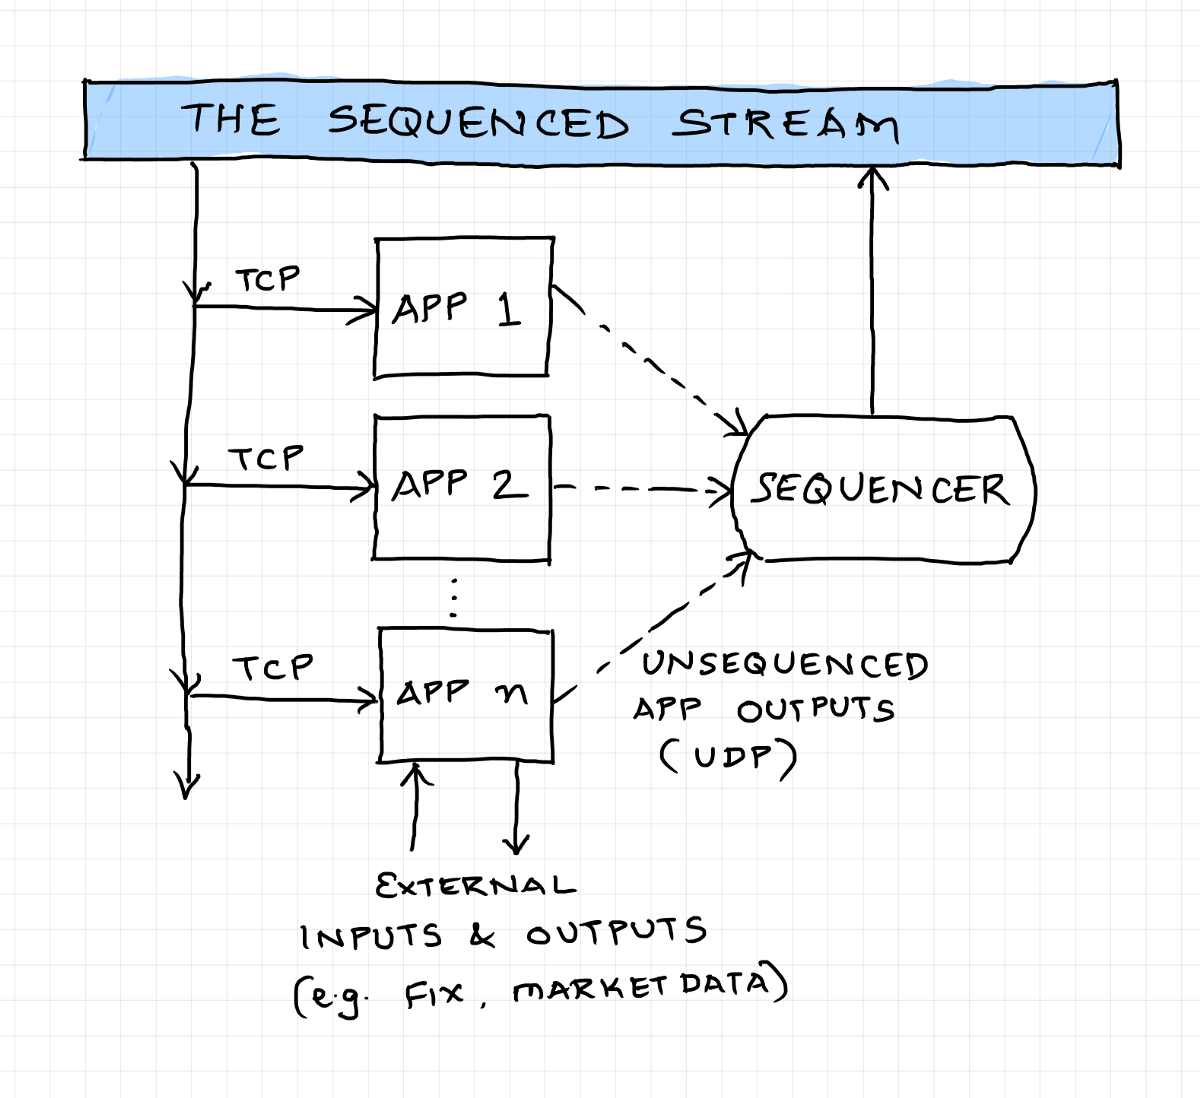 THE SEQUENCED STREAM
TCP
APP 1
TCP
APP 2
SEQUENCER
TCP
APP n
UNSEQUENCED
APP OUTPUTS
(UDP)
EXTERNAL
INPUTS & OUTPUTS
(e.g. FIX, MARKET DATA)